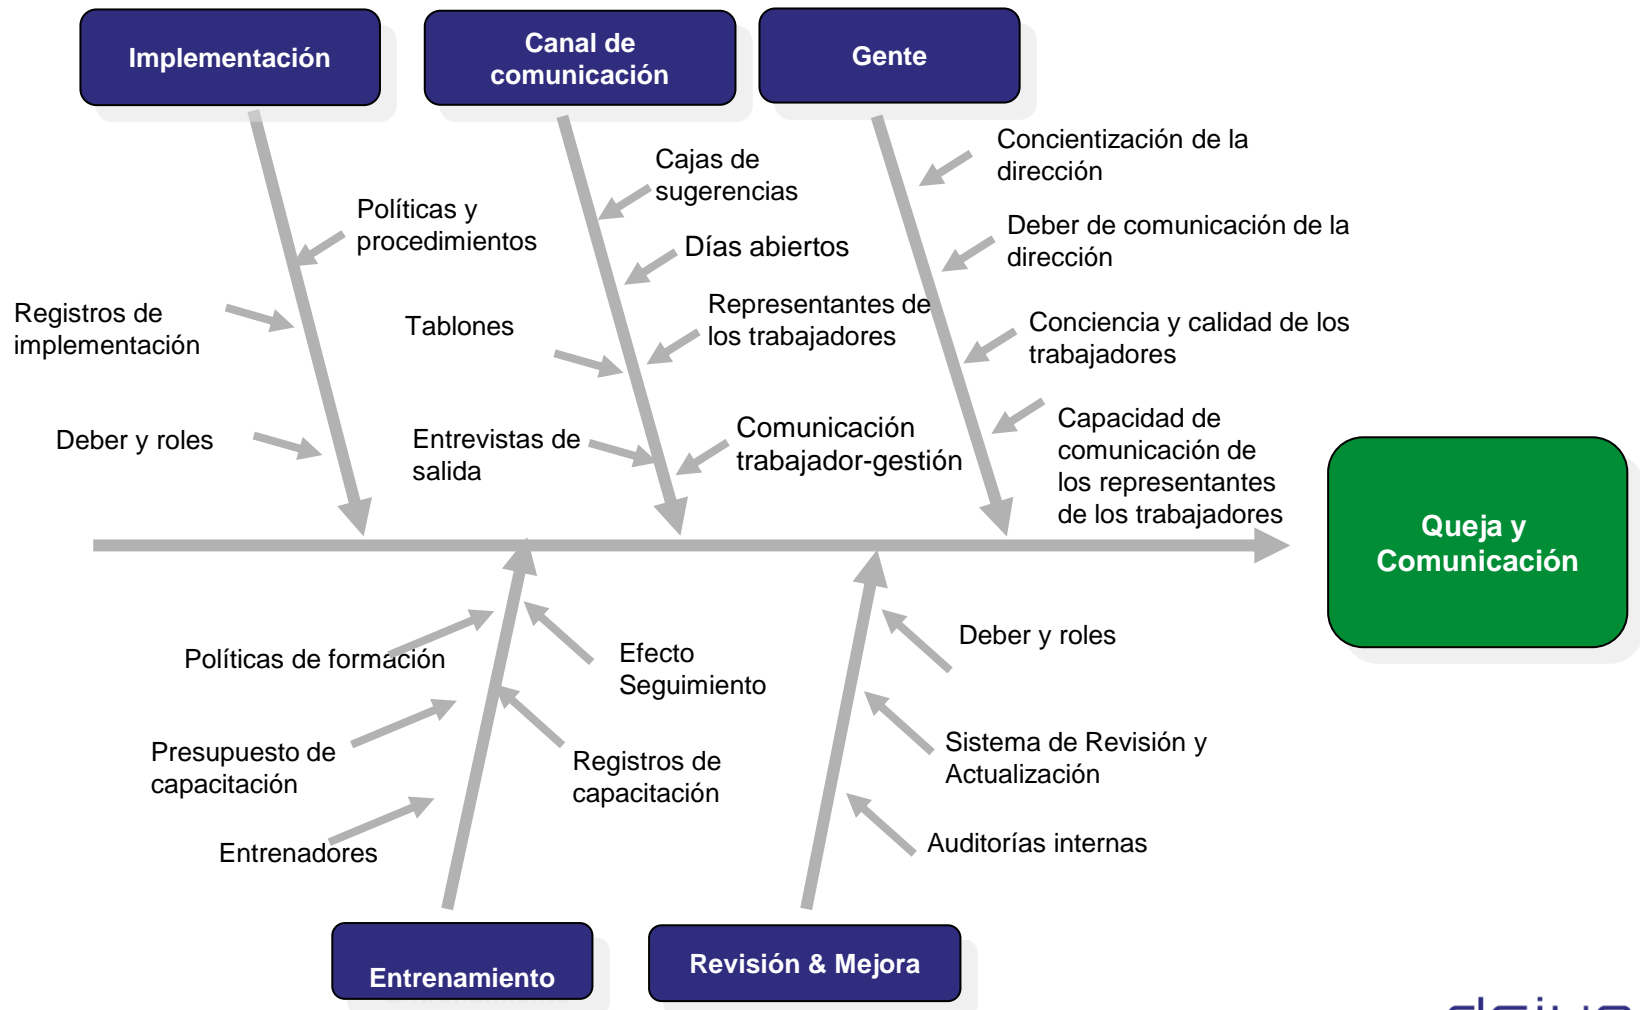 Implementación
Canal de
comunicación
Gente
Concientización de la
dirección
Cajas de
sugerencias
Políticas y
procedimientos
Deber de comunicación de la
dirección
Días abiertos
Registros de
implementación
Tablones
Representantes de
los trabajadores
Conciencia y calidad de los
trabajadores
Deber y roles
Entrevistas de
salida
Comunicación
trabajador-gestión
Capacidad de
comunicación de
los representantes
de los trabajadores
Queja y
Comunicación
Políticas de formación
Efecto
Seguimiento
Deber y roles
Presupuesto de
capacitación
Registros de
capacitación
Sistema de Revisión y
Actualización
Entrenadores
Auditorías internas
Entrenamiento
Revisión & Mejora